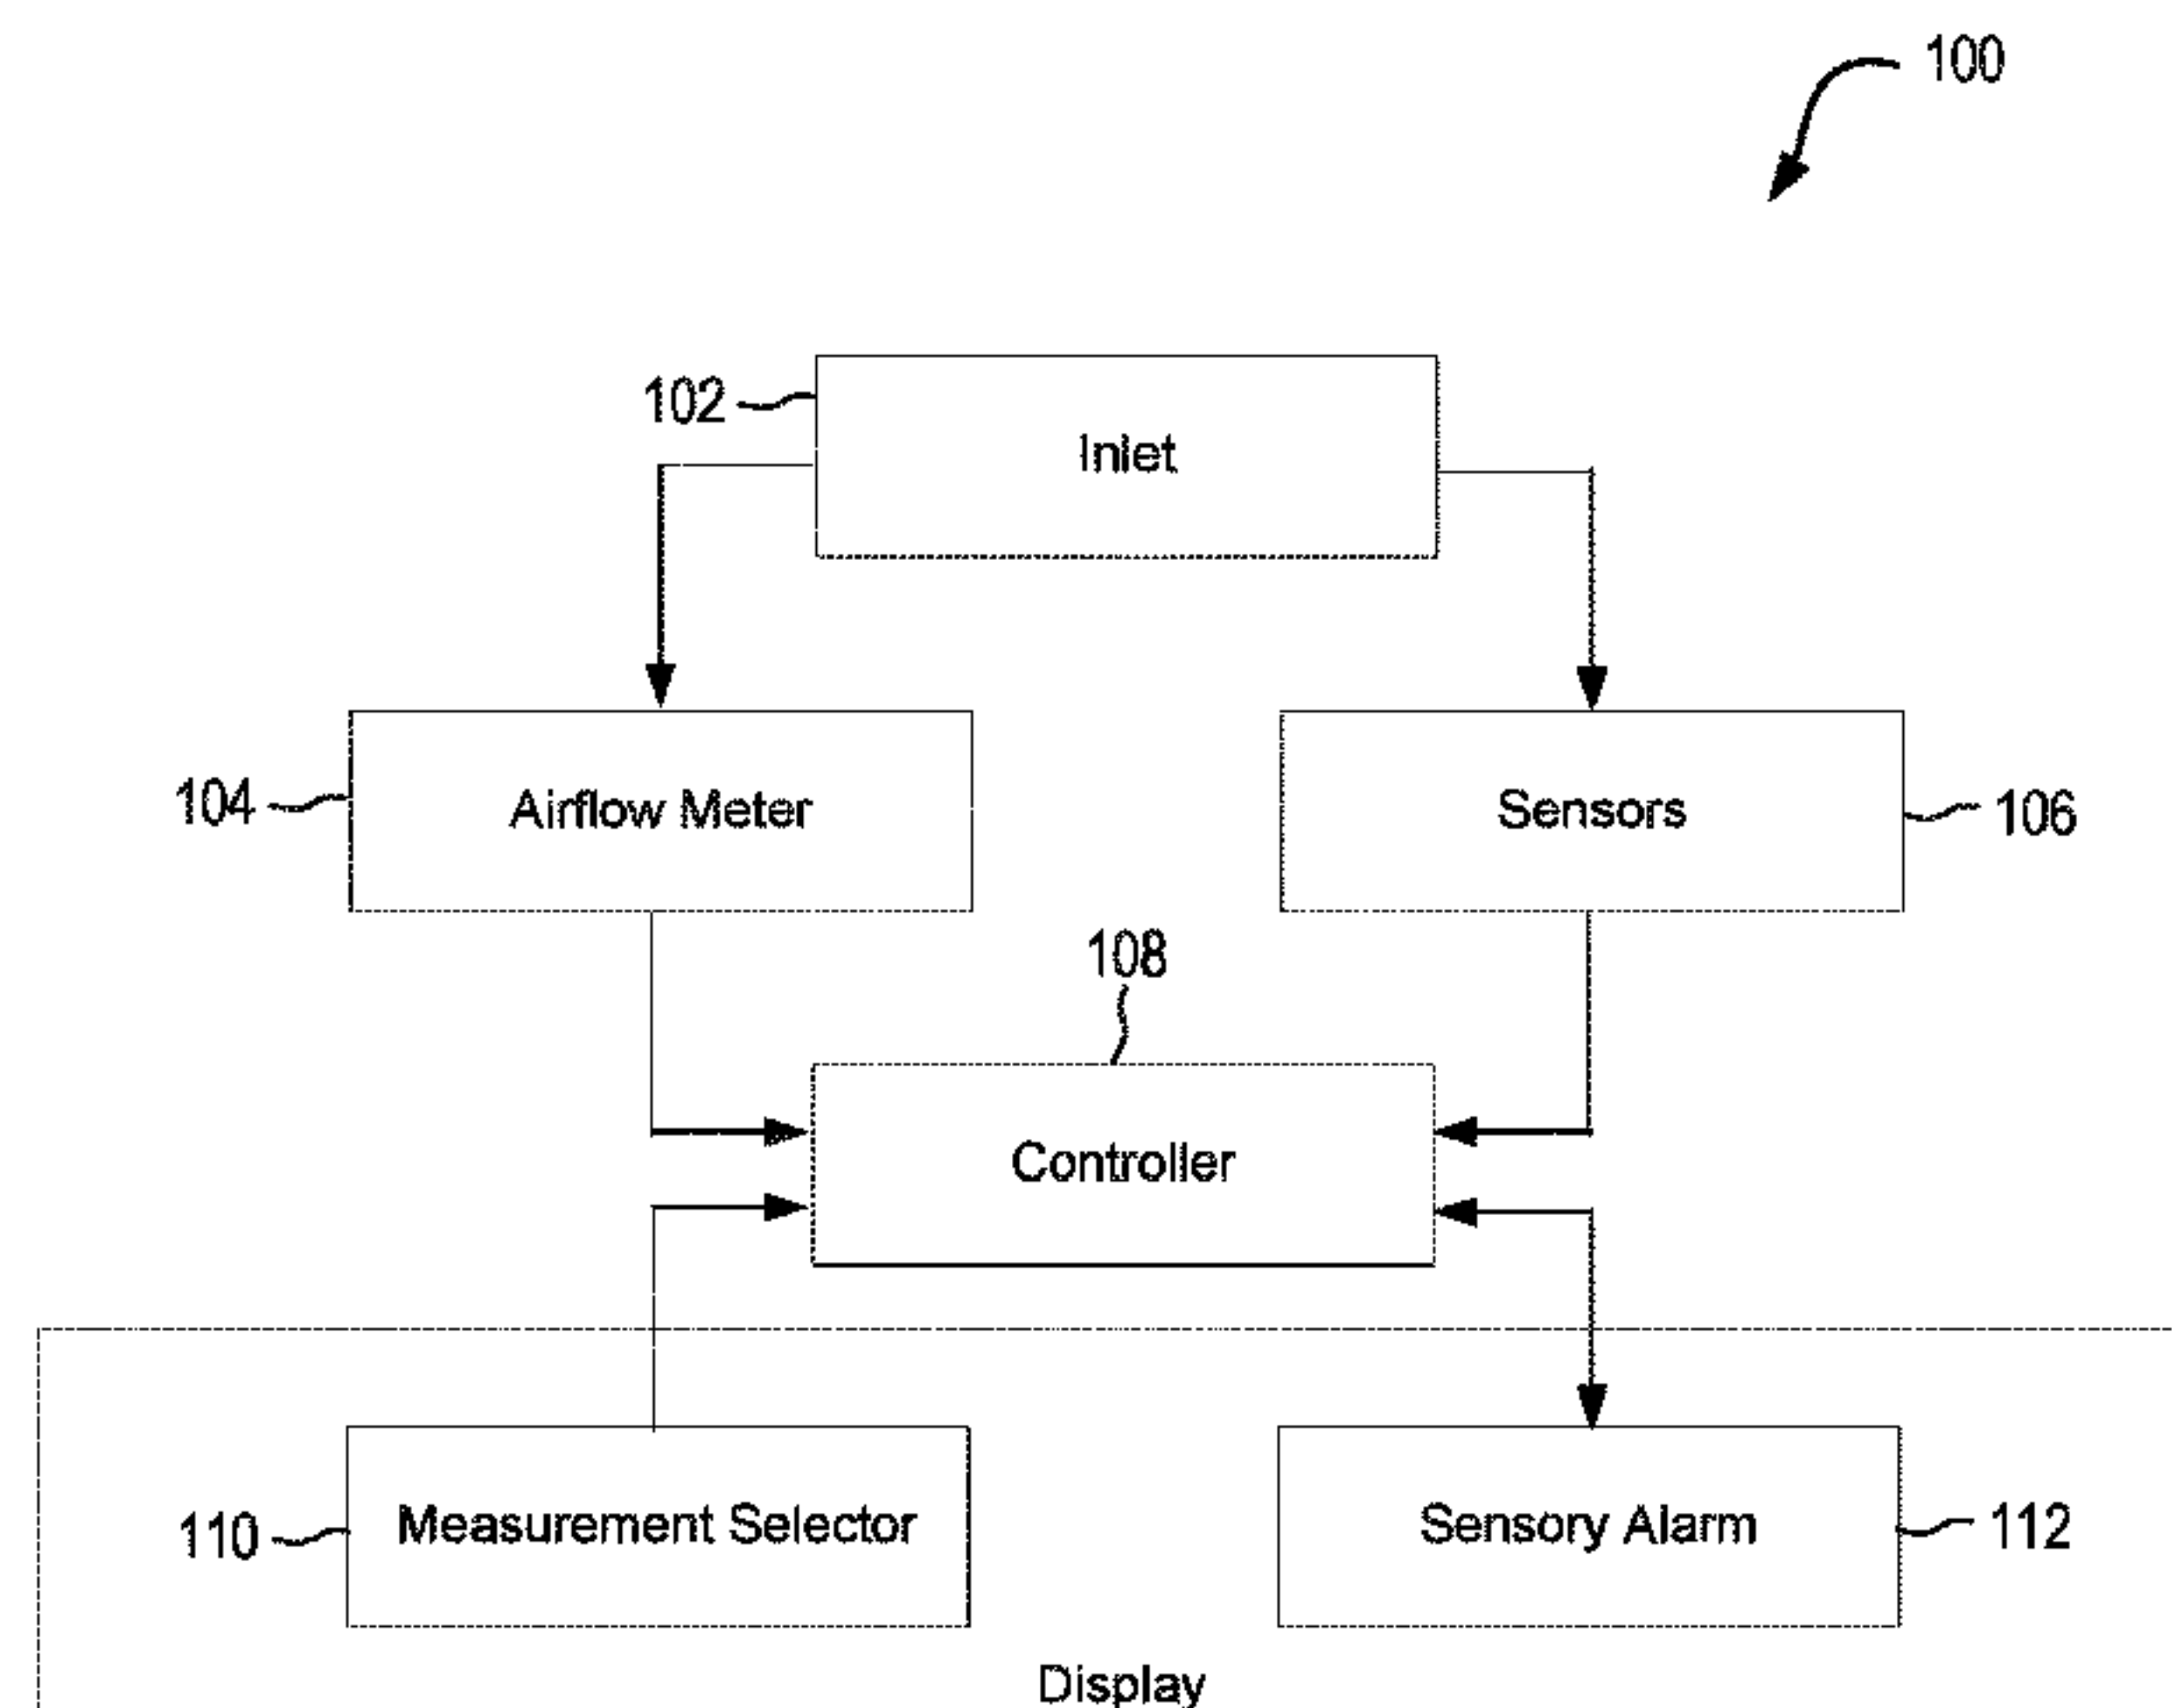 100
102
Inlet
104
Airflow Meter
Sensors
106
108
Controller
110
Measurement Selector
Sensory Alarm
112
Display